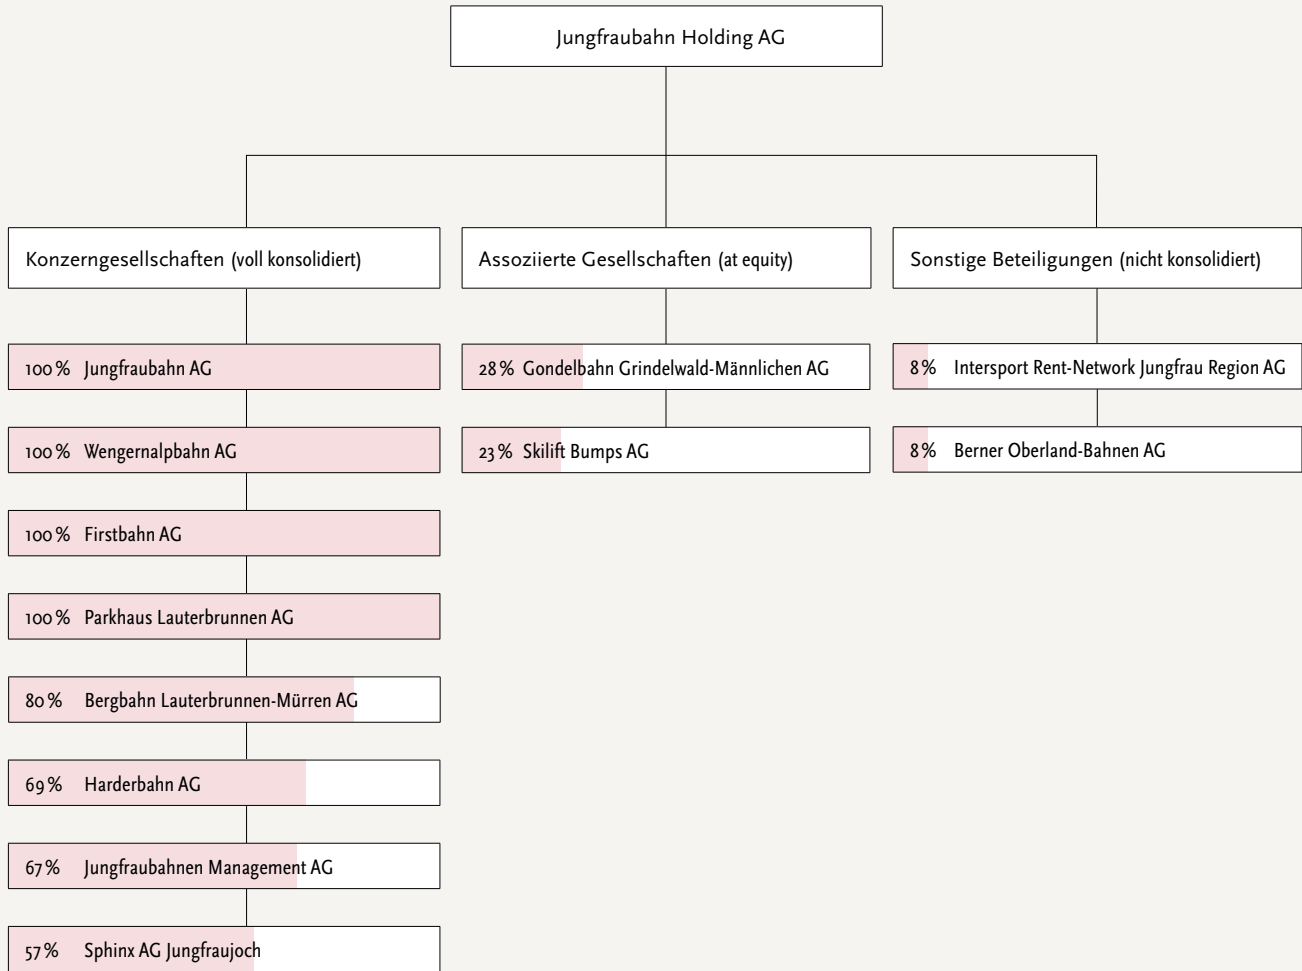 Jungfraubahn Holding AG
Konzerngesellschaften (voll konsolidiert)
100 % Jungfraubahn AG
100 % Wengernalpbahn AG
100 % Firstbahn AG
100 % Parkhaus Lauterbrunnen AG
80 % Bergbahn Lauterbrunnen-Mürren AG
69 % Harderbahn AG
67 % Jungfraubahnen Management AG
57 % Sphinx AG Jungfraujoch
Assoziierte Gesellschaften (at equity)
28 % Gondelbahn Grindelwald-Männlichen AG
23 % Skilift Bumps AG
Sonstige Beteiligungen (nicht konsolidiert)
8 % Intersport Rent-Network Jungfrau Region AG
8 % Berner Oberland-Bahnen AG